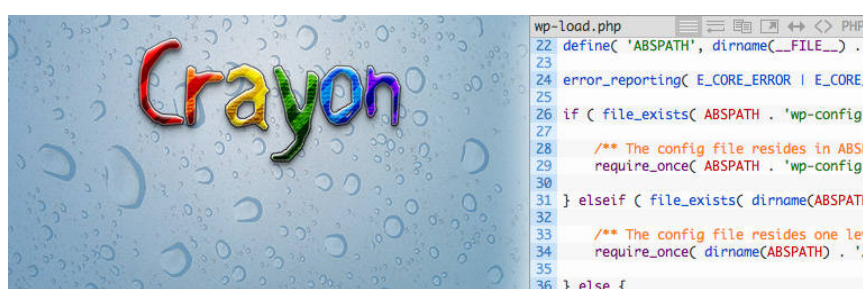 Crayon
wp-load.php PHP
22 define( 'ABSPATH', dirname(__FILE__) .
23
24 error_reporting( E_CORE_ERROR | E_CORE
25
26 if ( file_exists( ABSPATH . 'wp-config
27
28 /** The config file resides in ABS
29 require_once( ABSPATH . 'wp-config
30
31 } elseif ( file_exists( dirname(ABSPATH
32
33 /** The config file resides one le
34 require_once( dirname(ABSPATH) . '
35
36 } else {